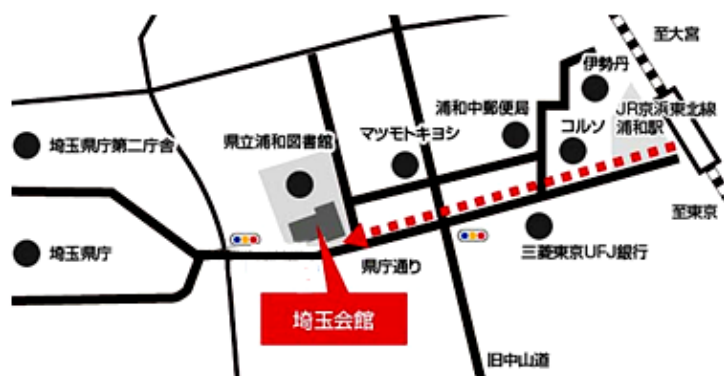 至大宮
伊勢丹
浦和中郵便局
JR京浜東北線
浦和駅
マツモトキヨシ
コルソ
県立浦和図書館
埼玉県庁第二庁舎
至東京
埼玉県庁
三菱東京UFJ銀行
県庁通り
埼玉会館
旧中山道